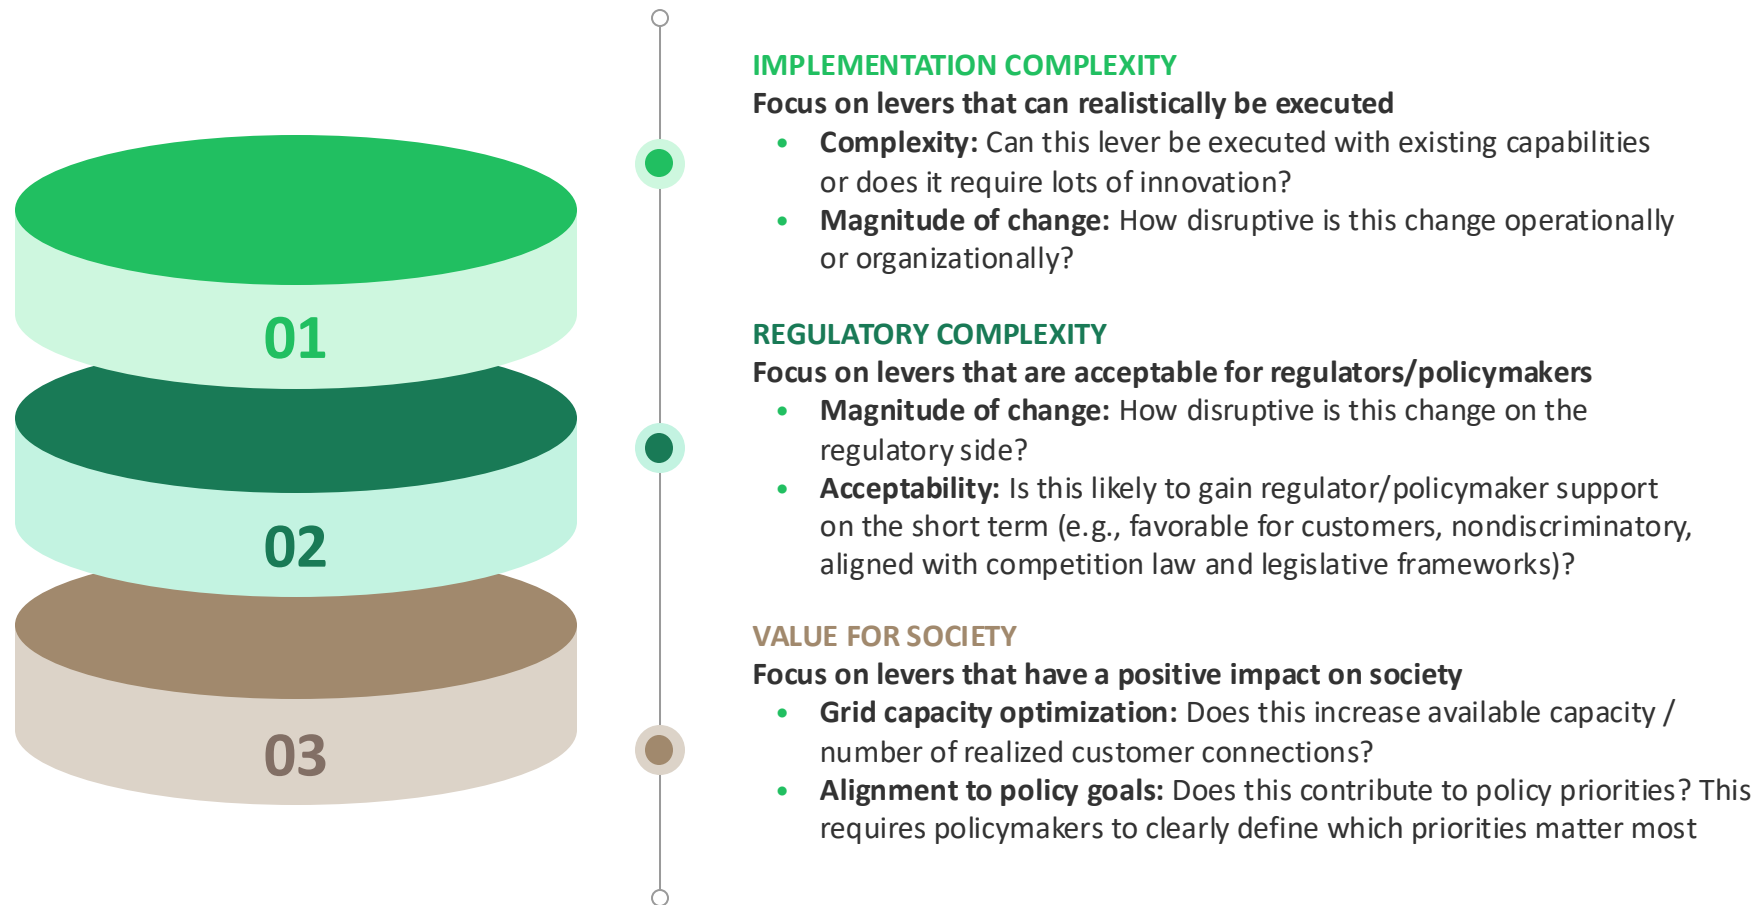 01
02
03
IMPLEMENTATION COMPLEXITY
Focus on levers that can realistically be executed
• Complexity: Can this lever be executed with existing capabilities
or does it require lots of innovation?
• Magnitude of change: How disruptive is this change operationally
or organizationally?
REGULATORY COMPLEXITY
Focus on levers that are acceptable for regulators/policymakers
• Magnitude of change: How disruptive is this change on the
regulatory side?
• Acceptability: Is this likely to gain regulator/policymaker support
on the short term (e.g., favorable for customers, nondiscriminatory,
aligned with competition law and legislative frameworks)?
VALUE FOR SOCIETY
Focus on levers that have a positive impact on society
• Grid capacity optimization: Does this increase available capacity /
number of realized customer connections?
• Alignment to policy goals: Does this contribute to policy priorities? This
requires policymakers to clearly define which priorities matter most